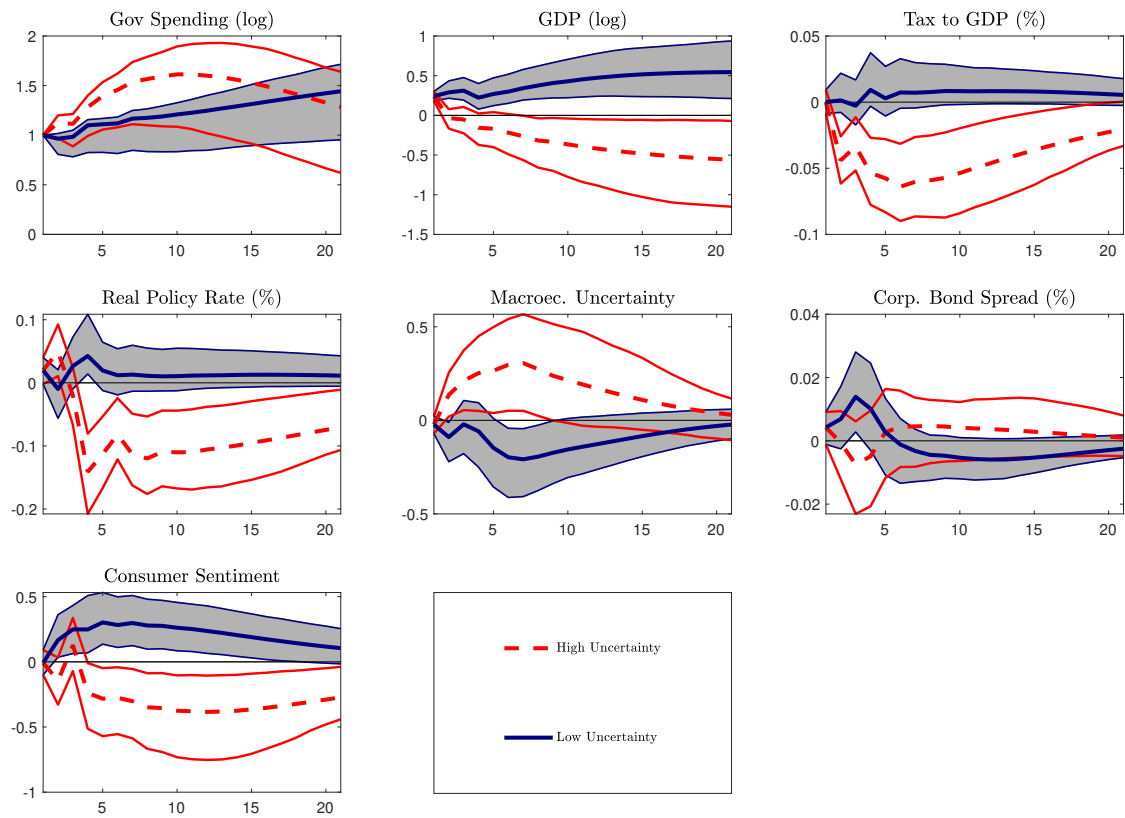 Gov Spending (log) GDP (log) Tax to GDP (%)
2 1 0.05
1.5 0.5 0
1 0 -0.05
0.5 -0.5 -0.1
0 -1
-1.5
5 10 15 20 5 10 15 20 5 10 15 20
Real Policy Rate (%) Macroec. Uncertainty Corp. Bond Spread (%)
0.1 0.5 0.04
0 0 0.02
-0.1 -0.5 0
-0.2 -0.02
5 10 15 20 5 10 15 20 5 10 15 20
Consumer Sentiment
0.5
0
-0.5
-1
5 10 15 20
High Uncertainty
Low Uncertainty